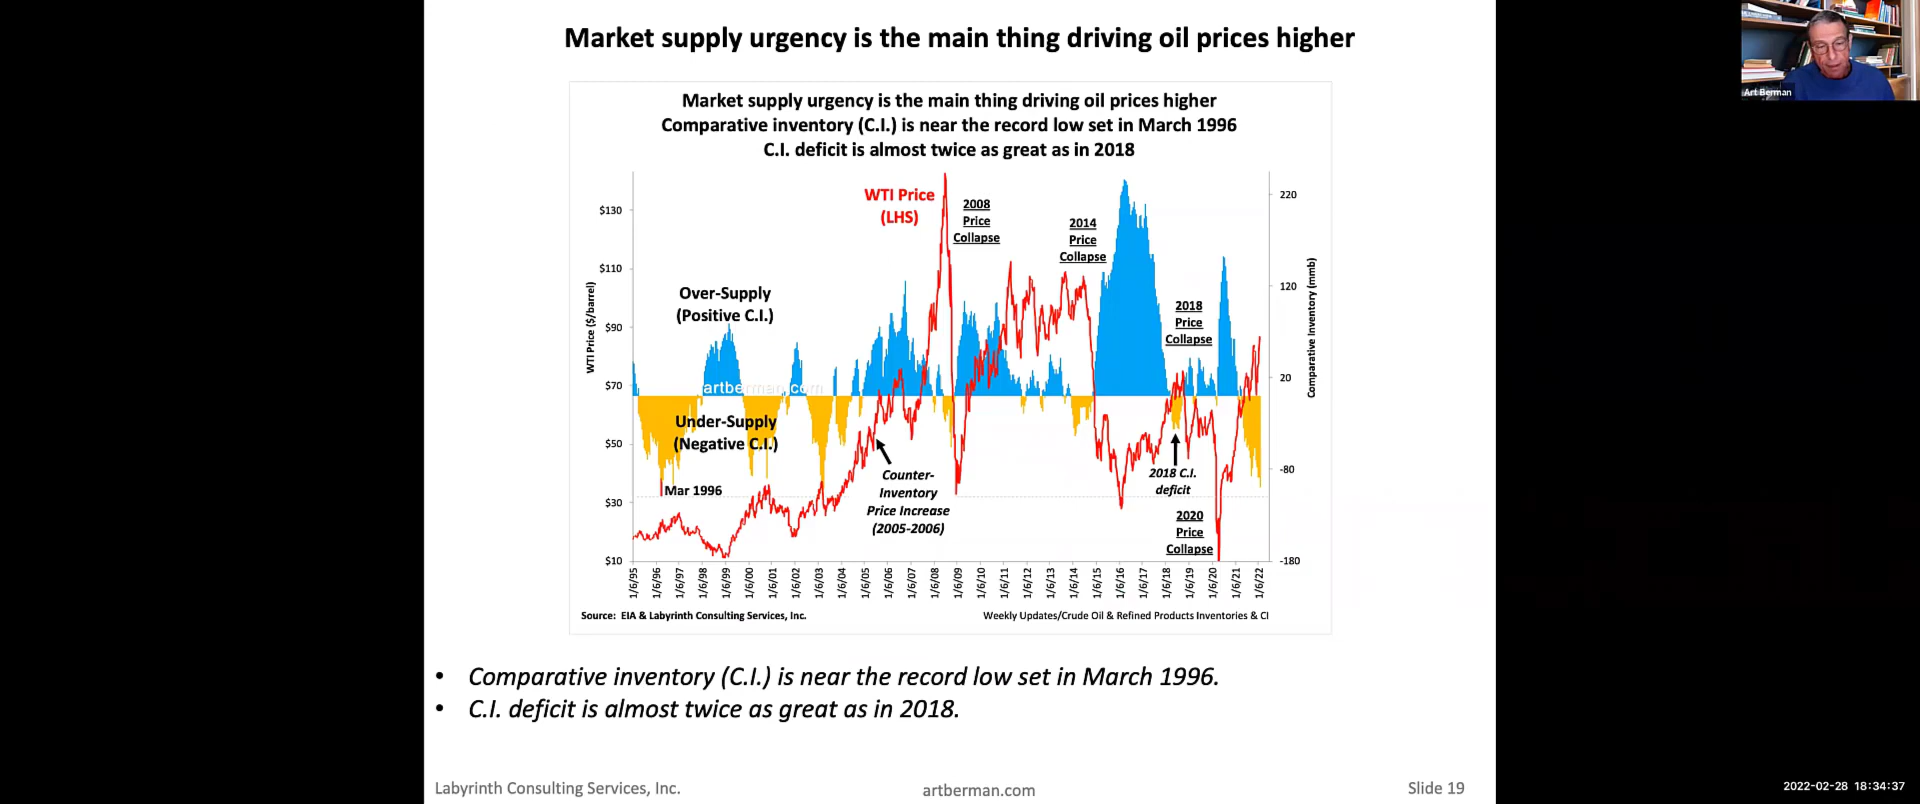 Market supply urgency is the main thing driving oil prices higher
Art Berman
Market supply urgency is the main thing driving oil prices higher
Comparative inventory (C.I.) is near the record low set in March 1996
C.I. deficit is almost twice as great as in 2018
WTI Price
(LHS)
2008
Price
Collapse
2014
Price
Collapse
2018
Price
Collapse
Over-Supply
(Positive C.I.)
artberman.com
Under-Supply
(Negative C.I.)
Mar 1996
Counter-
Inventory
Price Increase
(2005-2006)
2018 C.I.
deficit
2020
Price
Collapse
WTI Price ($/barrel)
$130
$110
$90
$70
$50
$30
$10
Comparative Inventory (mmb)
220
120
20
-80
-180
1/6/95
1/6/96
1/6/97
1/6/98
1/6/99
1/6/00
1/6/01
1/6/02
1/6/03
1/6/04
1/6/05
1/6/06
1/6/07
1/6/08
1/6/09
1/6/10
1/6/11
1/6/12
1/6/13
1/6/14
1/6/15
1/6/16
1/6/17
1/6/18
1/6/19
1/6/20
1/6/21
1/6/22
Source: EIA & Labyrinth Consulting Services, Inc.
Weekly Updates/Crude Oil & Refined Products Inventories & CI
• Comparative inventory (C.I.) is near the record low set in March 1996.
• C.I. deficit is almost twice as great as in 2018.
Labyrinth Consulting Services, Inc.
artberman.com
Slide 19
2022-02-28 18:34:37